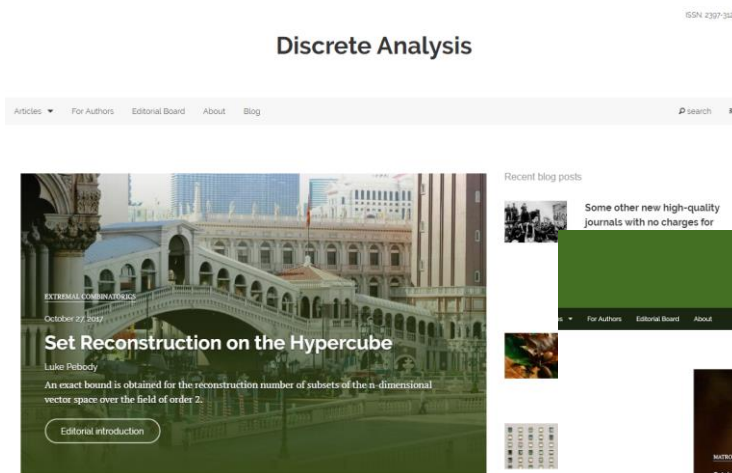 ISSN: 2397-312
Discrete Analysis
Articles For Authors Editorial Board About Blog
search
Recent blog posts
Some other new high-quality
journals with no charges for
EXTREMAL COMBINATORICS
October 27, 2017
Set Reconstruction on the Hypercube
Luke Pebody
An exact bound is obtained for the reconstruction number of subsets of the n-dimensional
vector space over the field of order 2.
Editorial introduction
For Authors Editorial Board About